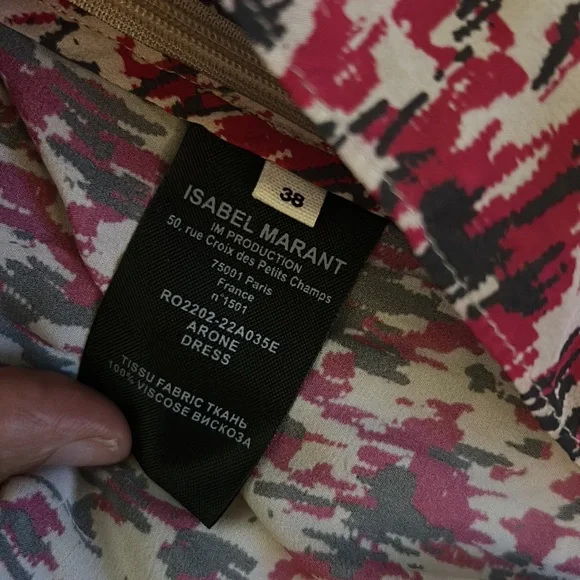 38
ISABEL MARANT
IM PRODUCTION
50, rue Croix des Petits Champs
75001 Paris
France
n°1501
RO2202-22A035E
ARONE
DRESS
TISSU FABRIC ТКАНЬ
100% VISCOSE ВИСКОЗА